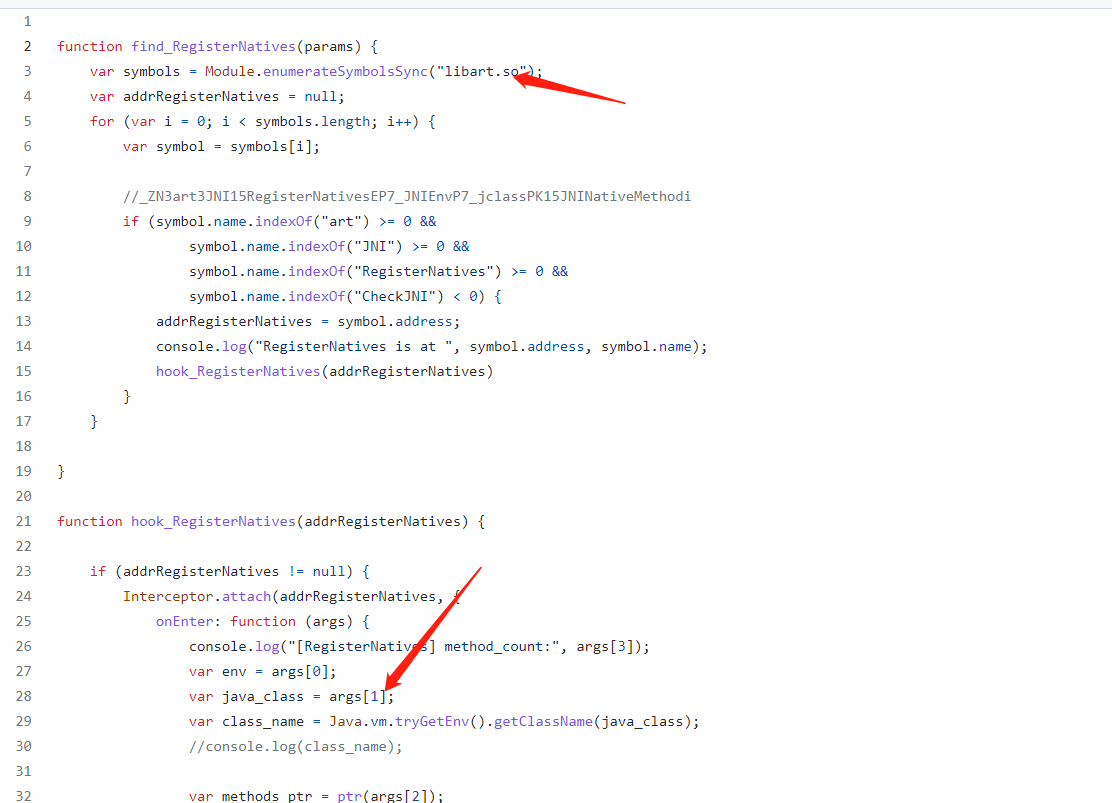 1
2 function find_RegisterNatives(params) {
3 var symbols = Module.enumerateSymbolsSync("libart.so");
4 var addrRegisterNatives = null;
5 for (var i = 0; i < symbols.length; i++) {
6 var symbol = symbols[i];
7
8 //_ZN3art3JNI15RegisterNativesEP7_JNIEnvP7_jclassPK15JNINativeMethodi
9 if (symbol.name.indexOf("art") >= 0 &&
10 symbol.name.indexOf("JNI") >= 0 &&
11 symbol.name.indexOf("RegisterNatives") >= 0 &&
12 symbol.name.indexOf("CheckJNI") < 0) {
13 addrRegisterNatives = symbol.address;
14 console.log("RegisterNatives is at ", symbol.address, symbol.name);
15 hook_RegisterNatives(addrRegisterNatives)
16 }
17 }
18
19 }
20
21 function hook_RegisterNatives(addrRegisterNatives) {
22
23 if (addrRegisterNatives != null) {
24 Interceptor.attach(addrRegisterNatives, {
25 onEnter: function (args) {
26 console.log("[RegisterNatives] method_count:", args[3]);
27 var env = args[0];
28 var java_class = args[1];
29 var class_name = Java.vm.tryGetEnv().getClassName(java_class);
30 //console.log(class_name);
31
32 var methods_ptr = ptr(args[2]);